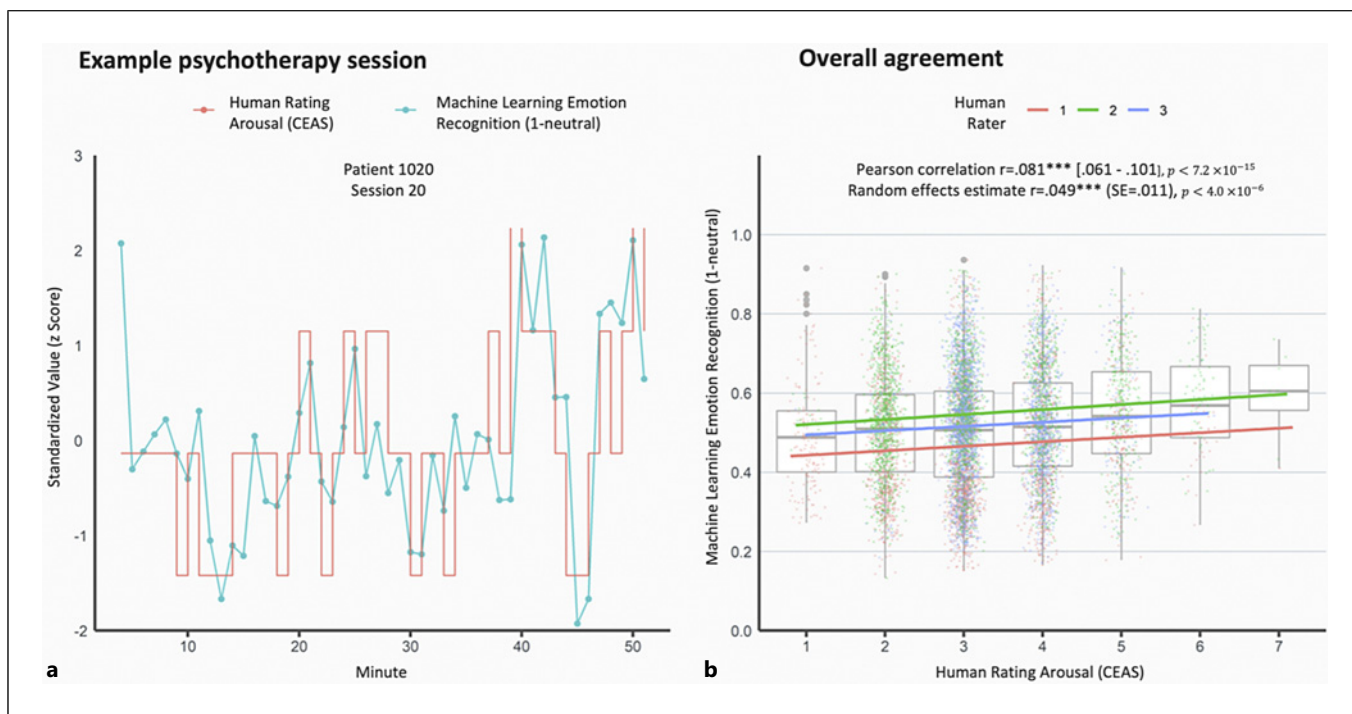 Example psychotherapy session
Human Rating
Arousal (CEAS)
Machine Learning Emotion
Recognition (1-neutral)
Patient 1020
Session 20
Standardized Value (z Score)
3
2
1
0
-1
-2
10
20
30
40
50
Minute
a
Overall agreement
Human
Rater
1
2
3
Pearson correlation r=.081*** [.061 - .101], p < 7.2 ×10⁻¹⁵
Random effects estimate r=.049*** (SE=.011), p < 4.0 ×10⁻⁶
Machine Learning Emotion Recognition (1-neutral)
1.0
0.8
0.6
0.4
0.2
0.0
1
2
3
4
5
6
7
Human Rating Arousal (CEAS)
b